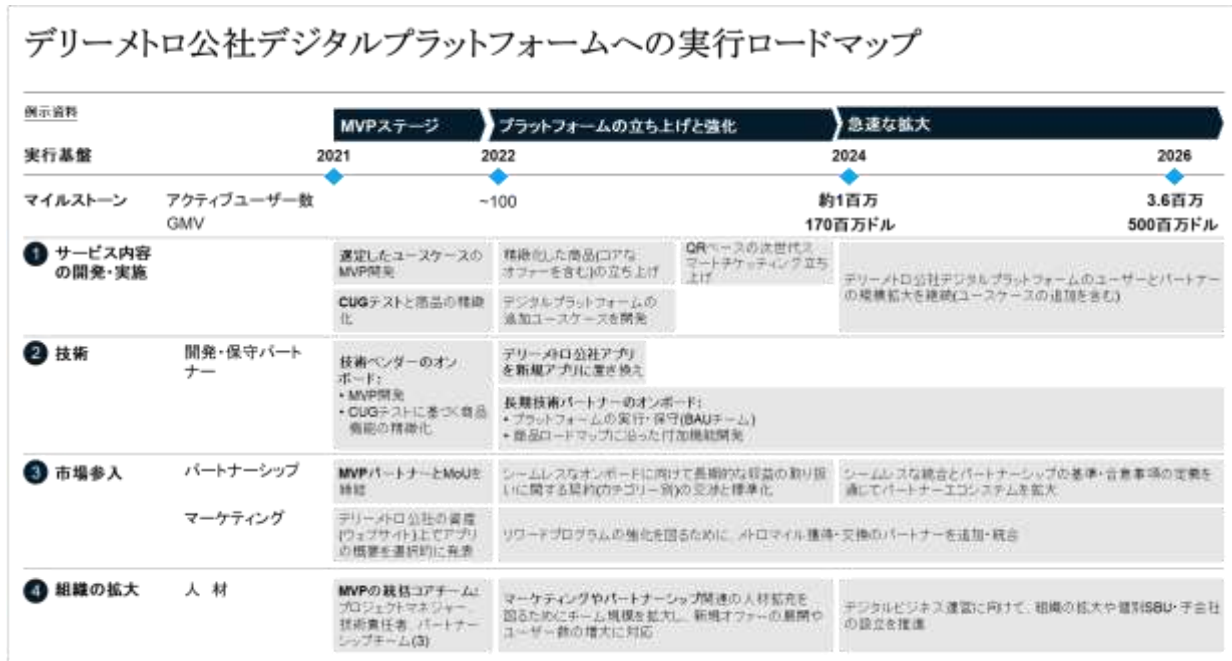 デリーメトロ公社デジタルプラットフォームへの実行ロードマップ
例示資料
MVPステージ
プラットフォームの立ち上げと強化
急速な拡大
実行基盤
2021
2022
2024
2026
マイルストーン
アクティブユーザー数
~100
約1百万
3.6百万
GMV
170百万ドル
500百万ドル
1 サービス内容
の開発・実施
選定したユースケースの
MVP開発
精緻化した商品(コアな
オファーを含む)の立ち上げ
QRベースの次世代ス
マートチケッティング立ち
上げ
デリーメトロ公社デジタルプラットフォームのユーザーとパートナー
の規模拡大を継続(ユースケースの追加を含む)
CUGテストと商品の精緻
化
デジタルプラットフォームの
追加ユースケースを開発
2 技術
開発・保守パート
ナー
技術ベンダーのオン
ボード:
• MVP開発
• CUGテストに基づく商品
機能の精緻化
デリーメトロ公社アプリ
を新規アプリに置き換え
長期技術パートナーのオンボード:
• プラットフォームの実行・保守(BAUチーム)
• 商品ロードマップに沿った付加機能開発
3 市場参入
パートナーシップ
MVPパートナーとMoUを
締結
シームレスなオンボードに向けて長期的な収益の取り扱
いに関する契約(カテゴリー別)の交渉と標準化
シームレスな統合とパートナーシップの基準・合意事項の定義を
通じてパートナーエコシステムを拡大
マーケティング
デリーメトロ公社の資産
(ウェブサイト)上でアプリ
の概要を選択的に発表
リワードプログラムの強化を図るために、メトロマイル獲得・交換のパートナーを追加・統合
4 組織の拡大
人 材
MVPの統括コアチーム:
プロジェクトマネジャー、
技術責任者、パートナー
シップチーム(3)
マーケティングやパートナーシップ関連の人材拡充を
図るためにチーム規模を拡大し、新規オファーの展開や
ユーザー数の増大に対応
デジタルビジネス運営に向けて、組織の拡大や個別SBU・子会社
の設立を推進